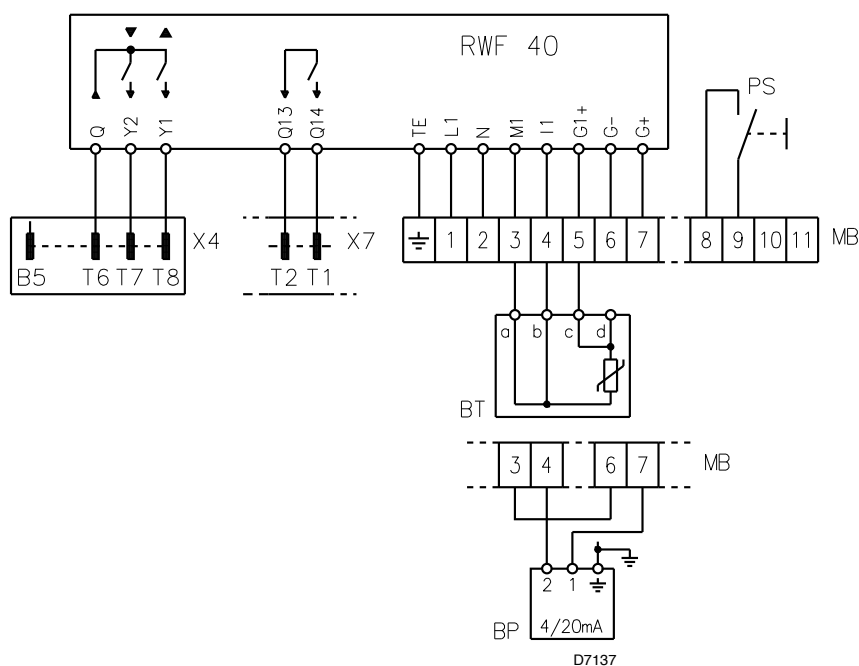 RWF 40
PS
Q Y2 Y1 Q13 Q14 TE L1 N M1 I1 G1+ G- G+
X4 X7 1 2 3 4 5 6 7 8 9 10 11 MB
B5 T6 T7 T8 T2 T1
a b c d
BT
3 4 6 7 MB
2 1
BP 4/20mA
D7137